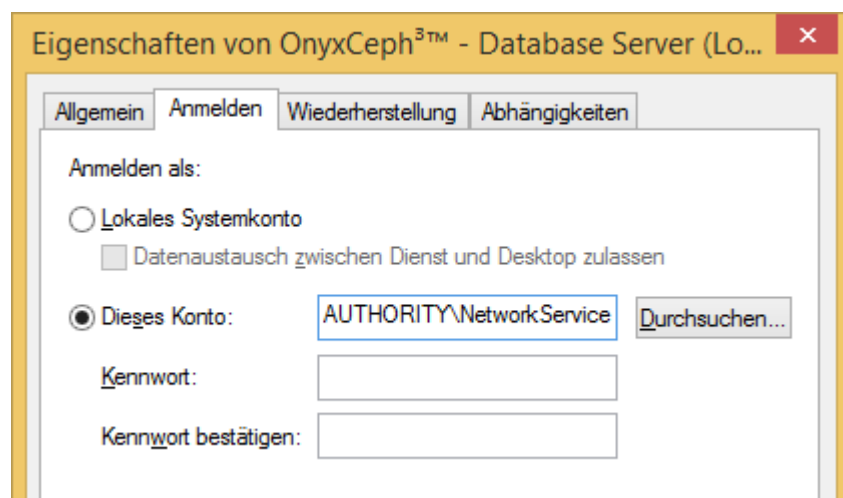 Eigenschaften von OnyxCeph³™ - Database Server (Lo...
Allgemein Anmelden Wiederherstellung Abhängigkeiten
Anmelden als:
Lokales Systemkonto
Datenaustausch zwischen Dienst und Desktop zulassen
Dieses Konto: AUTHORITY\NetworkService Durchsuchen...
Kennwort:
Kennwort bestätigen: